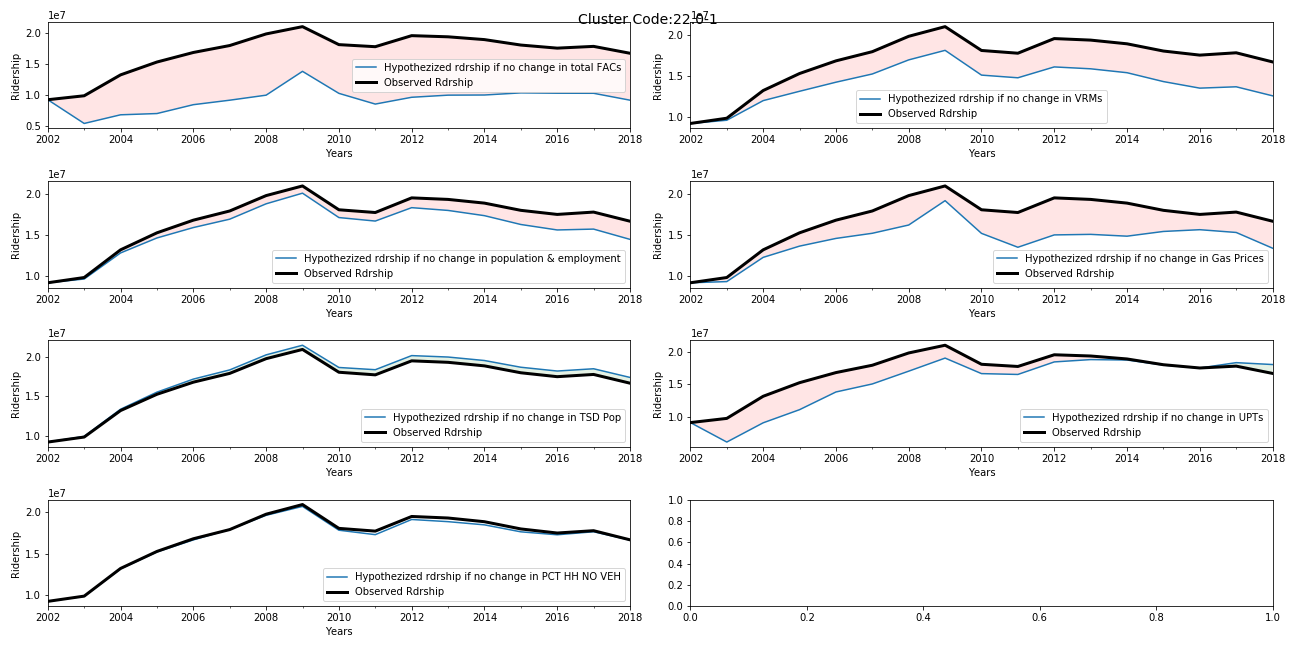 Cluster Code:22-0-1
1e7
2.0
1.5
1.0
0.5
Ridership
Hypothezized rdrship if no change in total FACs
Observed Rdrship
2002 2004 2006 2008 2010 2012 2014 2016 2018
Years
1e7
2.0
1.5
1.0
Ridership
Hypothezized rdrship if no change in VRMs
Observed Rdrship
2002 2004 2006 2008 2010 2012 2014 2016 2018
Years
1e7
2.0
1.5
1.0
Ridership
Hypothezized rdrship if no change in population & employment
Observed Rdrship
2002 2004 2006 2008 2010 2012 2014 2016 2018
Years
1e7
2.0
1.5
1.0
Ridership
Hypothezized rdrship if no change in Gas Prices
Observed Rdrship
2002 2004 2006 2008 2010 2012 2014 2016 2018
Years
1e7
2.0
1.5
1.0
Ridership
Hypothezized rdrship if no change in TSD Pop
Observed Rdrship
2002 2004 2006 2008 2010 2012 2014 2016 2018
Years
1e7
2.0
1.5
1.0
Ridership
Hypothezized rdrship if no change in UPTs
Observed Rdrship
2002 2004 2006 2008 2010 2012 2014 2016 2018
Years
1e7
2.0
1.5
1.0
Ridership
Hypothezized rdrship if no change in PCT HH NO VEH
Observed Rdrship
2002 2004 2006 2008 2010 2012 2014 2016 2018
Years
1.0
0.8
0.6
0.4
0.2
0.0
0.0 0.2 0.4 0.6 0.8 1.0